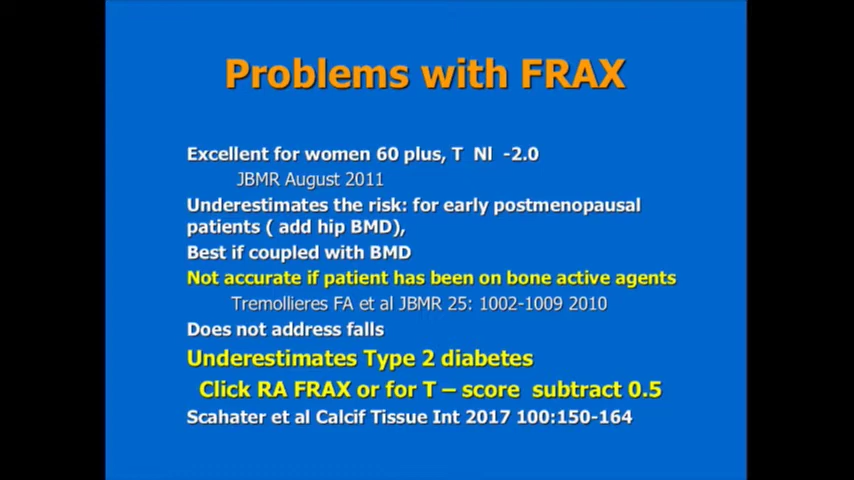 Problems with FRAX
Excellent for women 60 plus, T Nl -2.0
JBMR August 2011
Underestimates the risk: for early postmenopausal
patients ( add hip BMD),
Best if coupled with BMD
Not accurate if patient has been on bone active agents
Tremollieres FA et al JBMR 25: 1002-1009 2010
Does not address falls
Underestimates Type 2 diabetes
Click RA FRAX or for T – score subtract 0.5
Scahater et al Calcif Tissue Int 2017 100:150-164